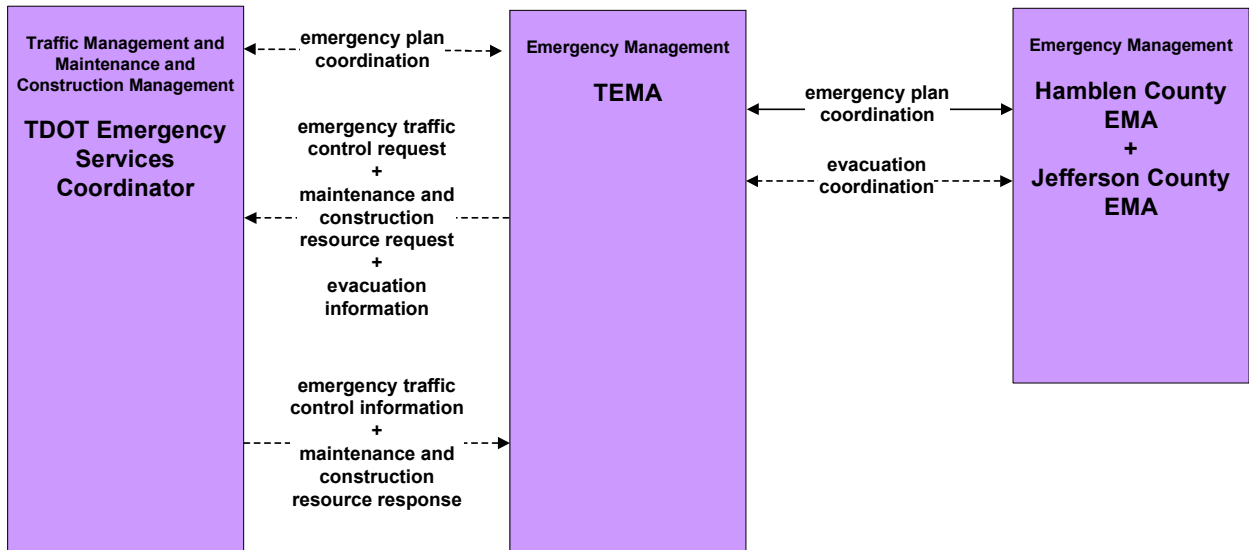 Traffic Management and
Maintenance and
Construction Management
TDOT Emergency
Services
Coordinator
emergency plan
coordination
emergency traffic
control request
+
maintenance and
construction
resource request
+
evacuation
information
emergency traffic
control information
+
maintenance and
construction
resource response
Emergency Management
TEMA
emergency plan
coordination
evacuation
coordination
Emergency Management
Hamblen County
EMA
+
Jefferson County
EMA